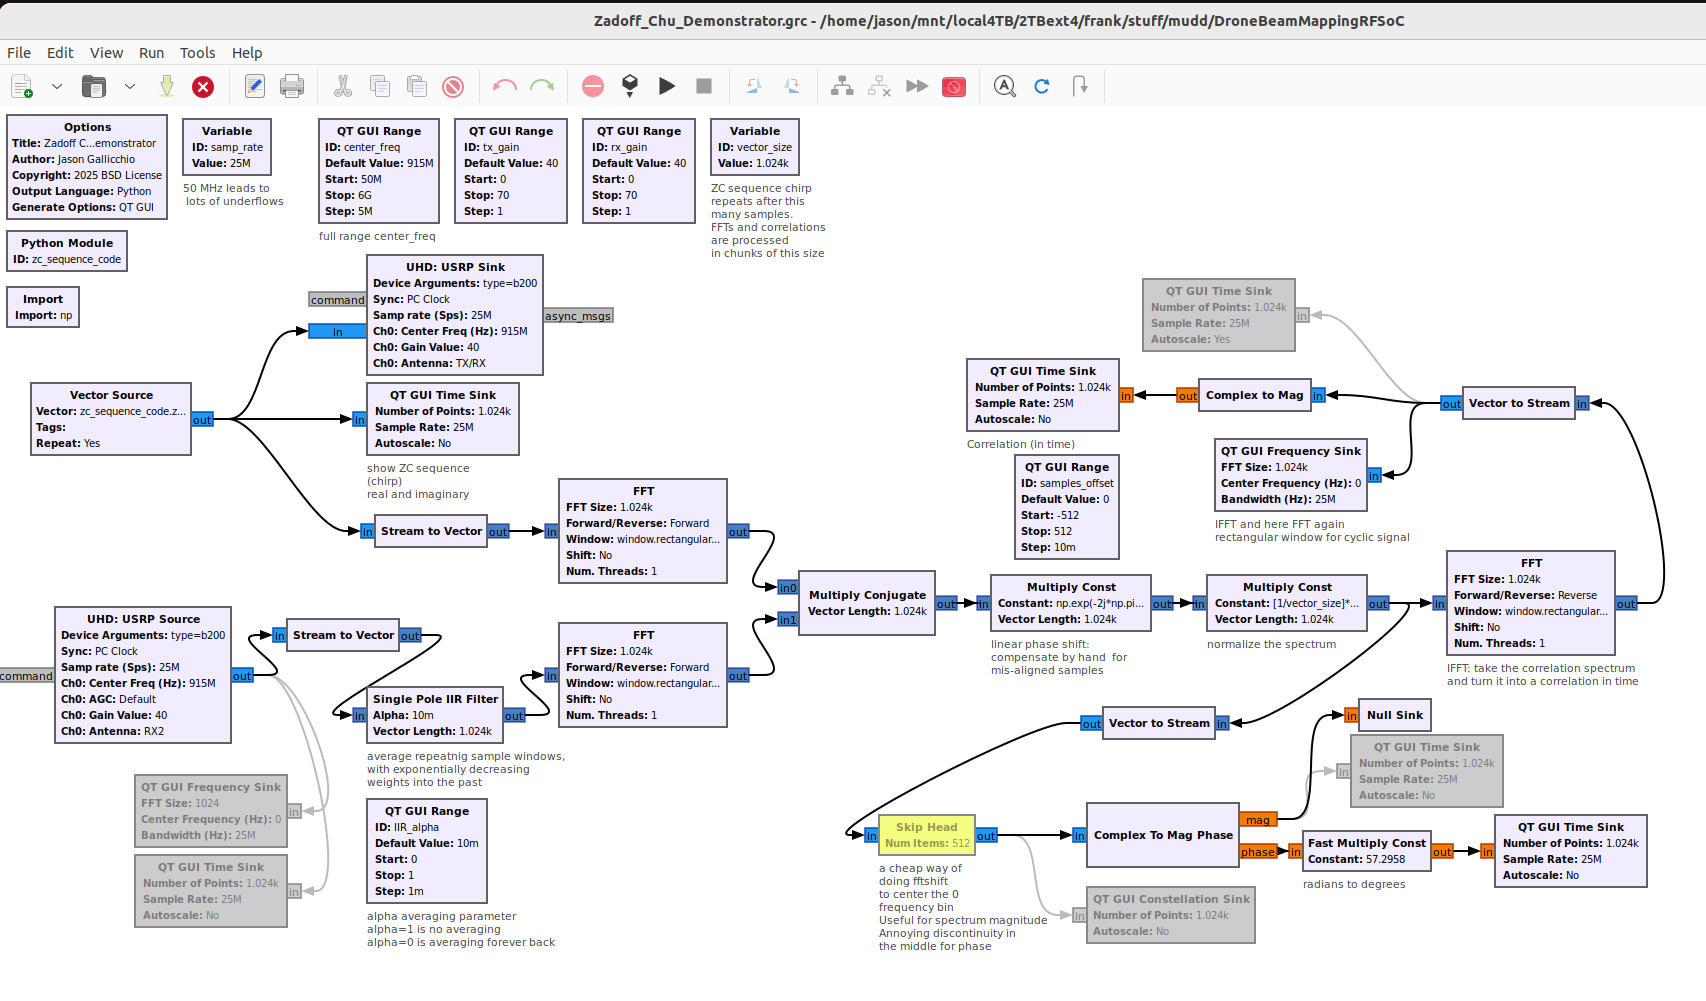 Zadoff_Chu_Demonstrator.grc - /home/jason/mnt/local4TB/2TBext4/frank/stuff/mudd/DroneBeamMappingRFSoC
File Edit View Run Tools Help
Options
Title: Zadoff C...emonstrator
Author: Jason Gallicchio
Copyright: 2025 BSD License
Output Language: Python
Generate Options: QT GUI
Variable
ID: samp_rate
Value: 25M
50 MHz leads to
lots of underflows
QT GUI Range
ID: center_freq
Default Value: 915M
Start: 50M
Stop: 6G
Step: 5M
full range center_freq
QT GUI Range
ID: tx_gain
Default Value: 40
Start: 0
Stop: 70
Step: 1
QT GUI Range
ID: rx_gain
Default Value: 40
Start: 0
Stop: 70
Step: 1
Variable
ID: vector_size
Value: 1.024k
ZC sequence chirp
repeats after this
many samples.
FFTs and correlations
are processed
in chunks of this size
Python Module
ID: zc_sequence_code
Import
Import: np
UHD: USRP Sink
Device Arguments: type=b200
Sync: PC Clock
Samp rate (Sps): 25M
Ch0: Center Freq (Hz): 915M
Ch0: Gain Value: 40
Ch0: Antenna: TX/RX
command
in
async_msgs
Vector Source
Vector: zc_sequence_code.z...
Tags:
Repeat: Yes
out
in
QT GUI Time Sink
Number of Points: 1.024k
Sample Rate: 25M
Autoscale: No
show ZC sequence
(chirp)
real and imaginary
in
Stream to Vector
out
in
FFT
FFT Size: 1.024k
Forward/Reverse: Forward
Window: window.rectangular...
Shift: No
Num. Threads: 1
out
QT GUI Time Sink
Number of Points: 1.024k
Sample Rate: 25M
Autoscale: Yes
in
QT GUI Time Sink
Number of Points: 1.024k
Sample Rate: 25M
Autoscale: No
in
Correlation (in time)
out
Complex to Mag
in
out
Vector to Stream
in
QT GUI Frequency Sink
FFT Size: 1.024k
Center Frequency (Hz): 0
Bandwidth (Hz): 25M
in
IFFT and here FFT again
rectangular window for cyclic signal
QT GUI Range
ID: samples_offset
Default Value: 0
Start: -512
Stop: 512
Step: 10m
in0
in1
Multiply Conjugate
Vector Length: 1.024k
out
in
Multiply Const
Constant: np.exp(-2j*np.pi...
Vector Length: 1.024k
out
linear phase shift:
compensate by hand for
mis-aligned samples
in
Multiply Const
Constant: [1/vector_size]*...
Vector Length: 1.024k
out
normalize the spectrum
in
FFT
FFT Size: 1.024k
Forward/Reverse: Reverse
Window: window.rectangular...
Shift: No
Num. Threads: 1
out
IFFT: take the correlation spectrum
and turn it into a correlation in time
command
UHD: USRP Source
Device Arguments: type=b200
Sync: PC Clock
Samp rate (Sps): 25M
Ch0: Center Freq (Hz): 915M
Ch0: AGC: Default
Ch0: Gain Value: 40
Ch0: Antenna: RX2
out
in
Stream to Vector
out
in
Single Pole IIR Filter
Alpha: 10m
Vector Length: 1.024k
out
average repeatnig sample windows,
with exponentially decreasing
weights into the past
in
FFT
FFT Size: 1.024k
Forward/Reverse: Forward
Window: window.rectangular...
Shift: No
Num. Threads: 1
out
QT GUI Frequency Sink
FFT Size: 1024
Center Frequency (Hz): 0
Bandwidth (Hz): 25M
in
QT GUI Time Sink
Number of Points: 1.024k
Sample Rate: 25M
Autoscale: No
in
QT GUI Range
ID: IIR_alpha
Default Value: 10m
Start: 0
Stop: 1
Step: 1m
alpha averaging parameter
alpha=1 is no averaging
alpha=0 is averaging forever back
out
Vector to Stream
in
in
Null Sink
in
QT GUI Time Sink
Number of Points: 1.024k
Sample Rate: 25M
Autoscale: No
in
Skip Head
Num Items: 512
out
a cheap way of
doing fftshift
to center the 0
frequency bin
Useful for spectrum magnitude
Annoying discontinuity in
the middle for phase
in
Complex To Mag Phase
mag
phase
in
Fast Multiply Const
Constant: 57.2958
out
radians to degrees
in
QT GUI Time Sink
Number of Points: 1.024k
Sample Rate: 25M
Autoscale: No
in
QT GUI Constellation Sink
Number of Points: 1.024k
Autoscale: No